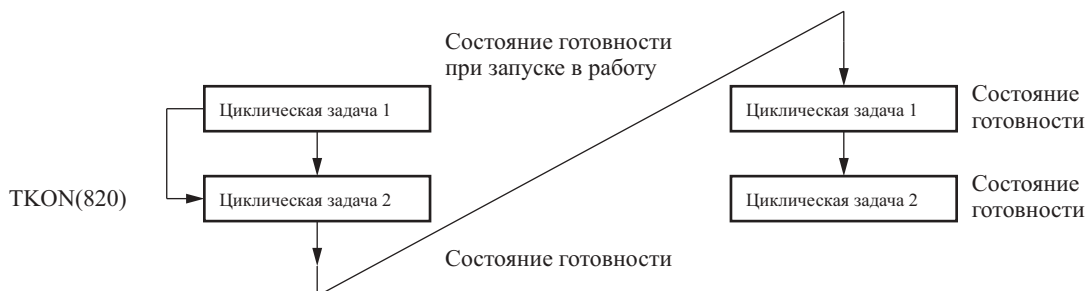 Состояние готовности
при запуске в работу
Циклическая задача 1
TKON(820)
Циклическая задача 2
Состояние готовности
Циклическая задача 1
Состояние
готовности
Циклическая задача 2
Состояние
готовности